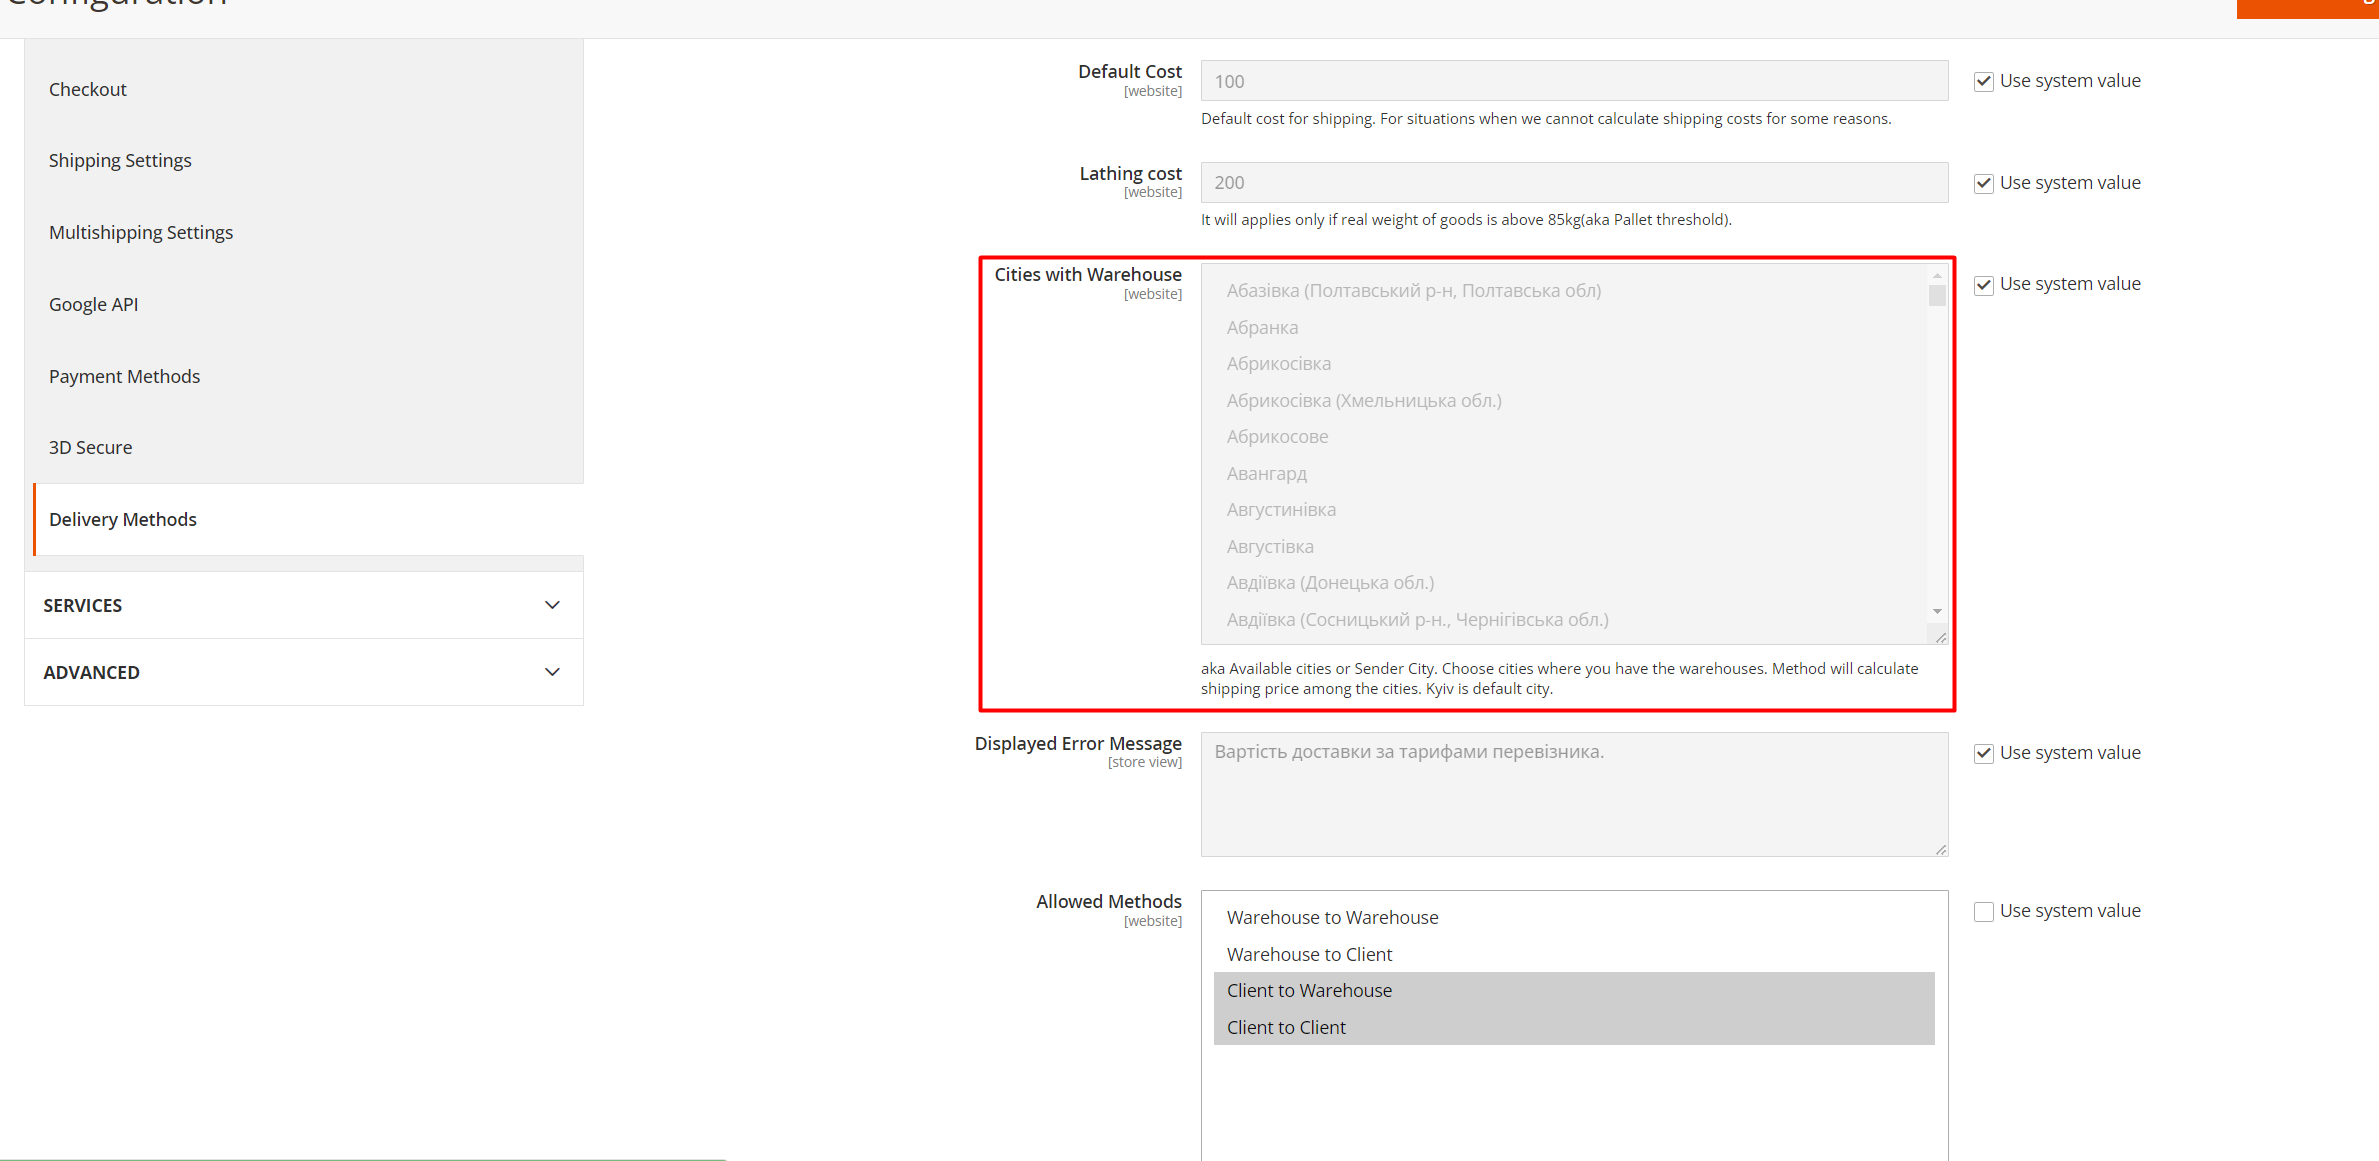 Configuration
Checkout
Shipping Settings
Multishipping Settings
Google API
Payment Methods
3D Secure
Delivery Methods
SERVICES
ADVANCED
Default Cost
[website]
100
Use system value
Default cost for shipping. For situations when we cannot calculate shipping costs for some reasons.
Lathing cost
[website]
200
Use system value
It will applies only if real weight of goods is above 85kg(aka Pallet threshold).
Cities with Warehouse
[website]
Абазівка (Полтавський р-н, Полтавська обл)
Абранка
Абрикосівка
Абрикосівка (Хмельницька обл.)
Абрикосове
Авангард
Августинівка
Августівка
Авдіївка (Донецька обл.)
Авдіївка (Сосницький р-н., Чернігівська обл.)
Use system value
aka Available cities or Sender City. Choose cities where you have the warehouses. Method will calculate
shipping price among the cities. Kyiv is default city.
Displayed Error Message
[store view]
Вартість доставки за тарифами перевізника.
Use system value
Allowed Methods
[website]
Warehouse to Warehouse
Warehouse to Client
Client to Warehouse
Client to Client
Use system value